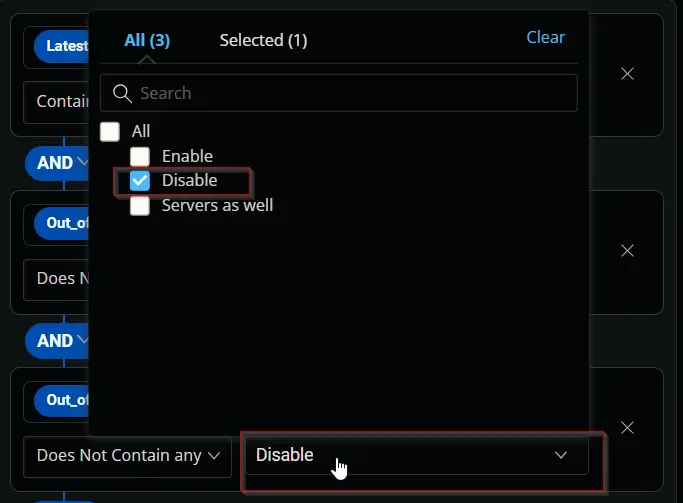 All (3) Selected (1) Clear
Latest
Search
Contai
All
AND
Enable
Disable
Servers as well
Out_of
Does N
AND
Out_of
Does Not Contain any Disable